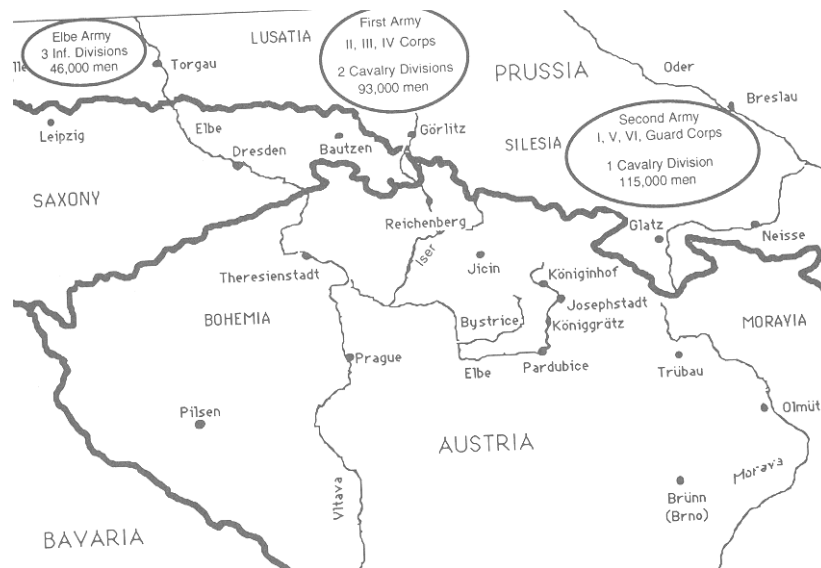 Elbe Army
3 Inf. Divisions
46,000 men
LUSATIA
First Army
II, III, IV Corps
2 Cavalry Divisions
93,000 men
PRUSSIA
Oder
Torgau
Breslau
Leipzig
Elbe
Bautzen
Görlitz
Dresden
SILESIA
Second Army
I, V, VI, Guard Corps
1 Cavalry Division
115,000 men
SAXONY
Reichenberg
Glatz
Neisse
Iser
Theresienstadt
Jicin
Königinhof
Josephstadt
BOHEMIA
Bystrice
Königgrätz
MORAVIA
Prague
Elbe
Pardubice
Trübau
Pilsen
Olmüt
AUSTRIA
Vltava
Morava
Brünn
(Brno)
BAVARIA